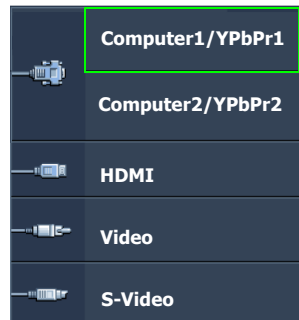 Computer1/YPbPr1
Computer2/YPbPr2
HDMI
Video
S-Video